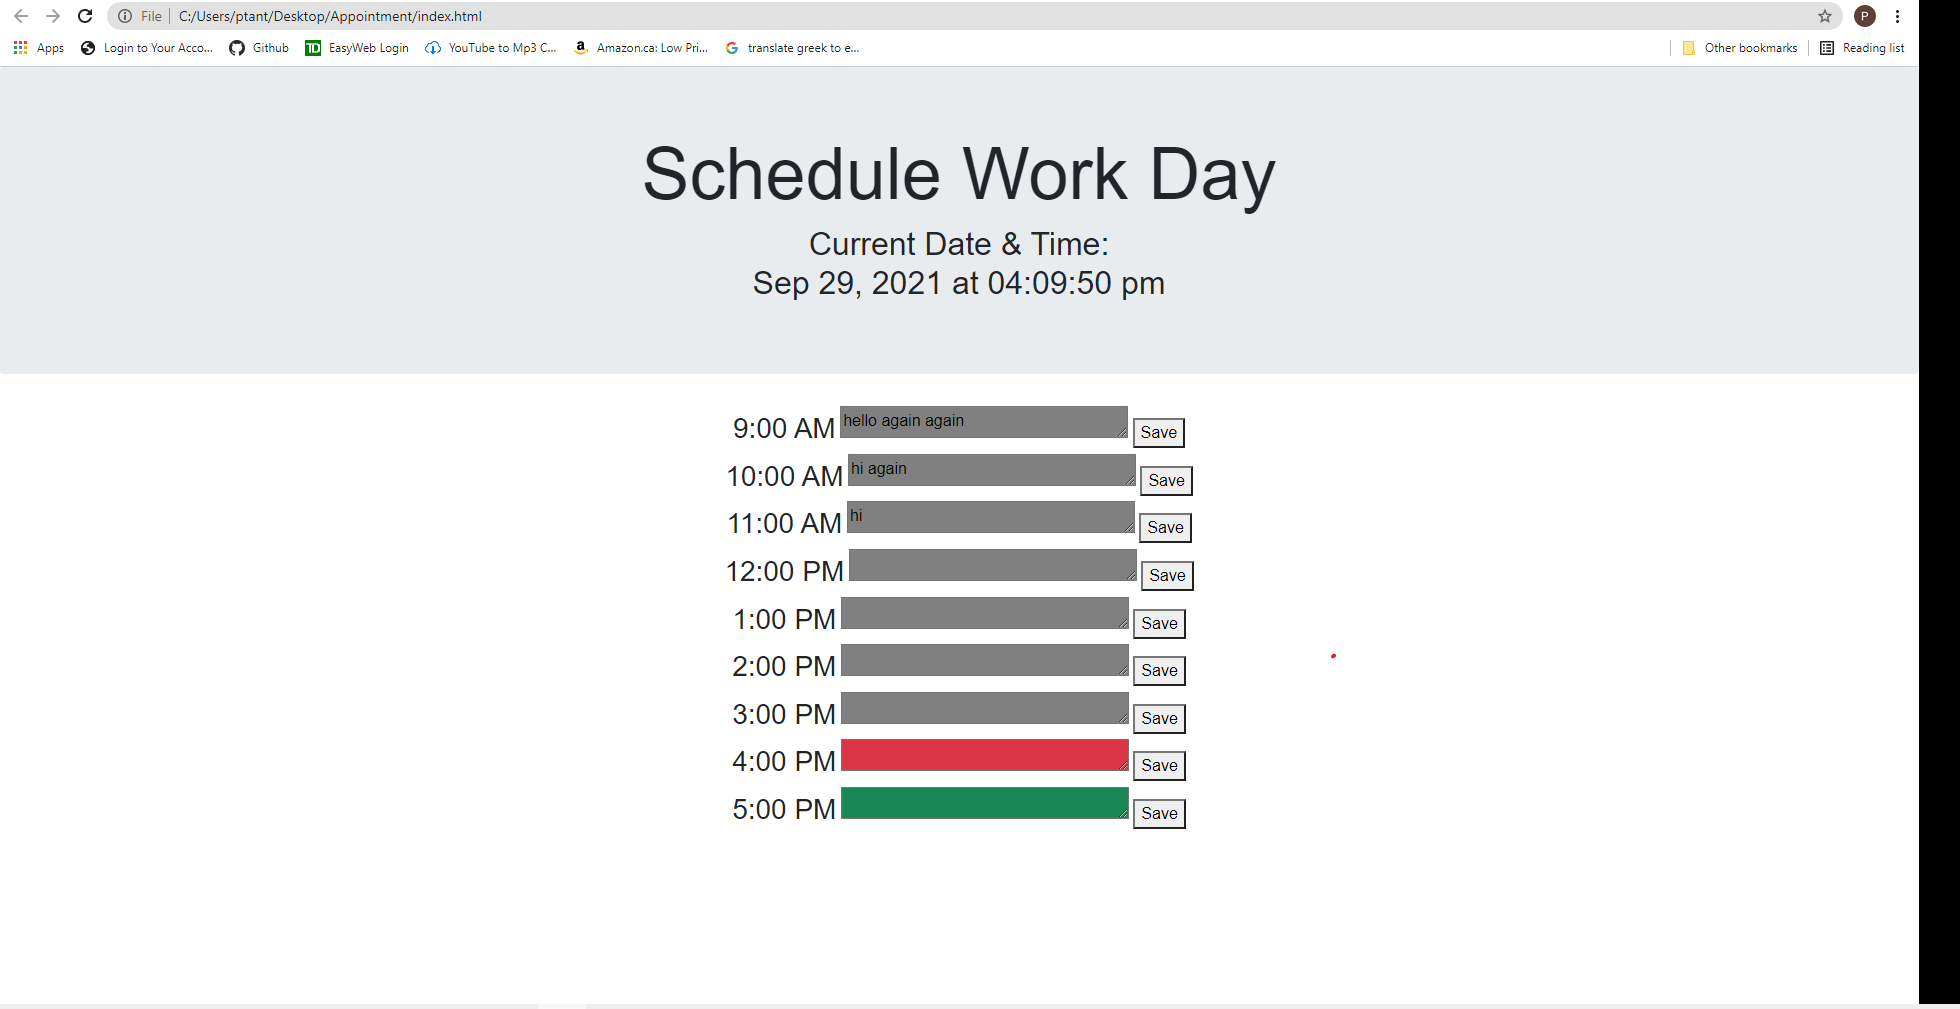 File C:/Users/ptant/Desktop/Appointment/index.html P
Apps Login to Your Acco... Github TD EasyWeb Login YouTube to Mp3 C... Amazon.ca: Low Pri... translate greek to e... Other bookmarks Reading list
Schedule Work Day
Current Date & Time:
Sep 29, 2021 at 04:09:50 pm
9:00 AM hello again again Save
10:00 AM hi again Save
11:00 AM hi Save
12:00 PM Save
1:00 PM Save
2:00 PM Save
3:00 PM Save
4:00 PM Save
5:00 PM Save